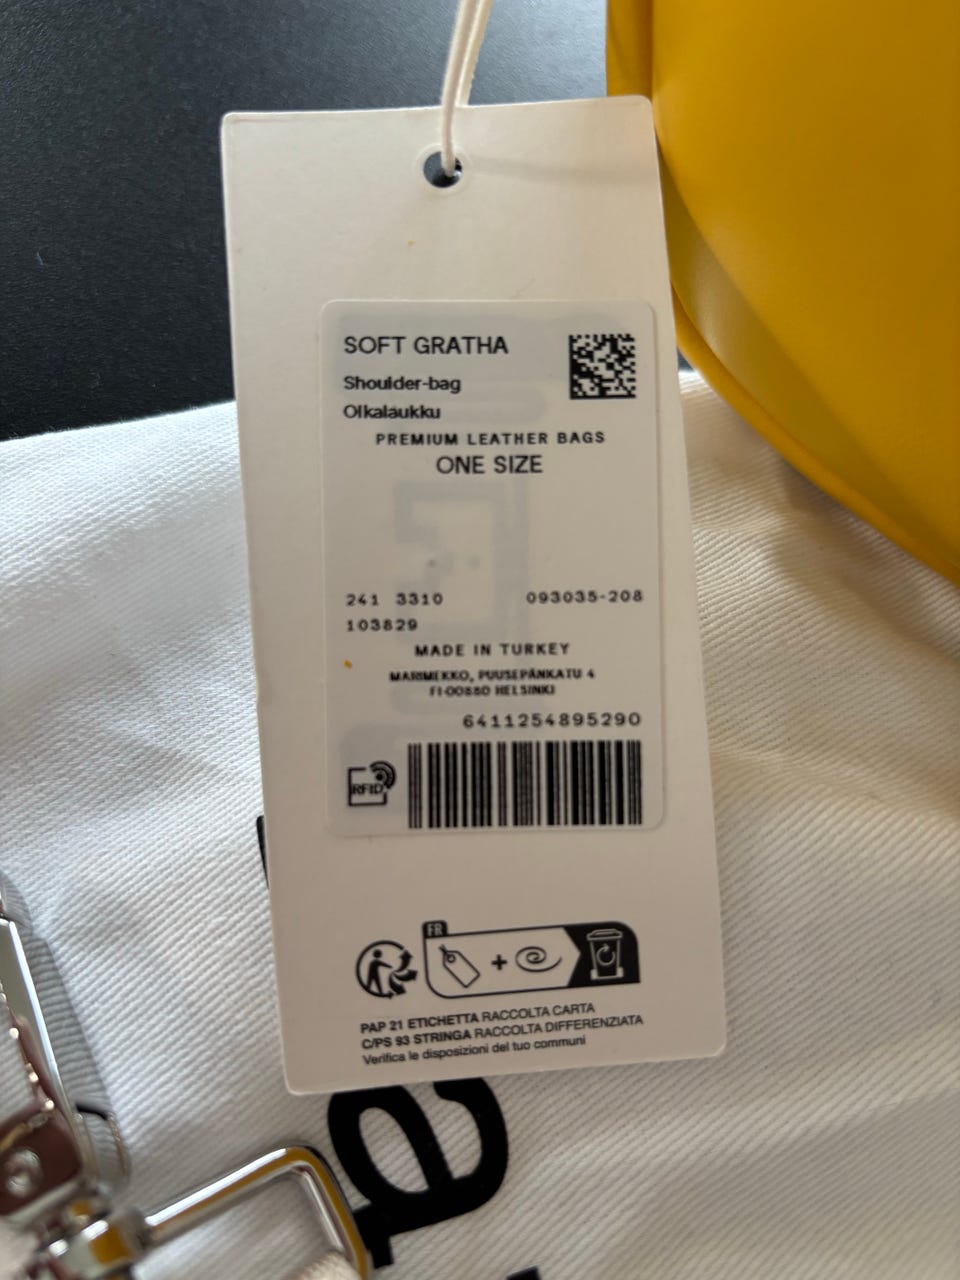 SOFT GRATHA
Shoulder-bag
Olkalaukku
PREMIUM LEATHER BAGS
ONE SIZE
241 3310 093035-208
103829
MADE IN TURKEY
MARIMEKKO, PUUSEPÄNKATU 4
FI-00880 HELSINKI
6411254895290
RFID
FR
PAP 21 ETICHETTA RACCOLTA CARTA
C/PS 93 STRINGA RACCOLTA DIFFERENZIATA
Verifica le disposizioni del tuo communi
a